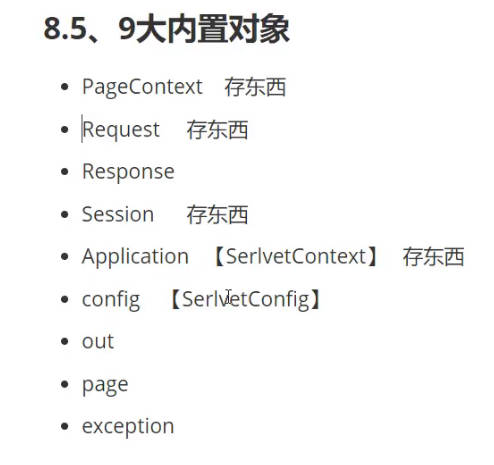 8.5、9大内置对象
PageContext 存东西
Request 存东西
Response
Session 存东西
Application 【SerlvetContext】 存东西
config 【SerlvetConfig】
out
page
exception